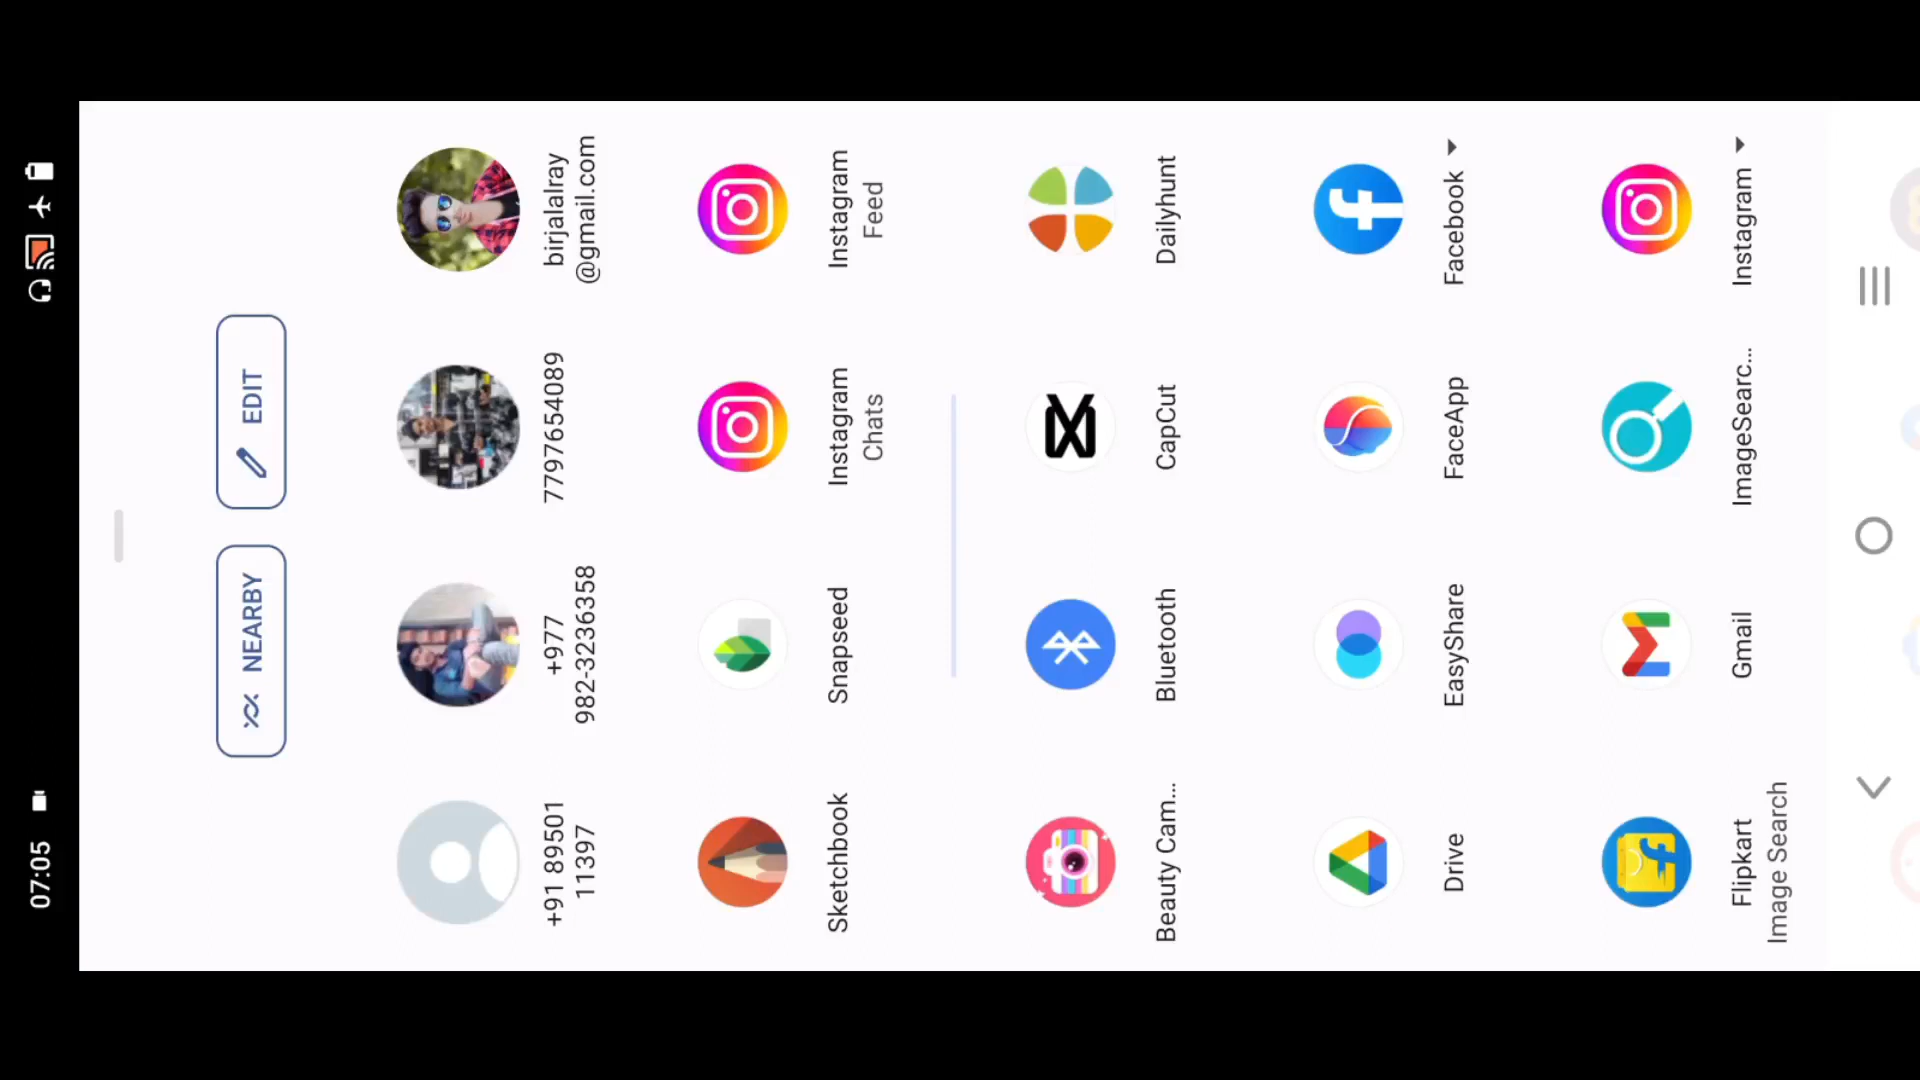 07:05
NEARBY
EDIT
+91 89501
11397
+977
982-3236358
7797654089
birjalalray
@gmail.com
Sketchbook
Snapseed
Instagram
Chats
Instagram
Feed
Beauty Cam...
Bluetooth
CapCut
Dailyhunt
Drive
EasyShare
FaceApp
Facebook
Flipkart
Image Search
Gmail
ImageSearc...
Instagram